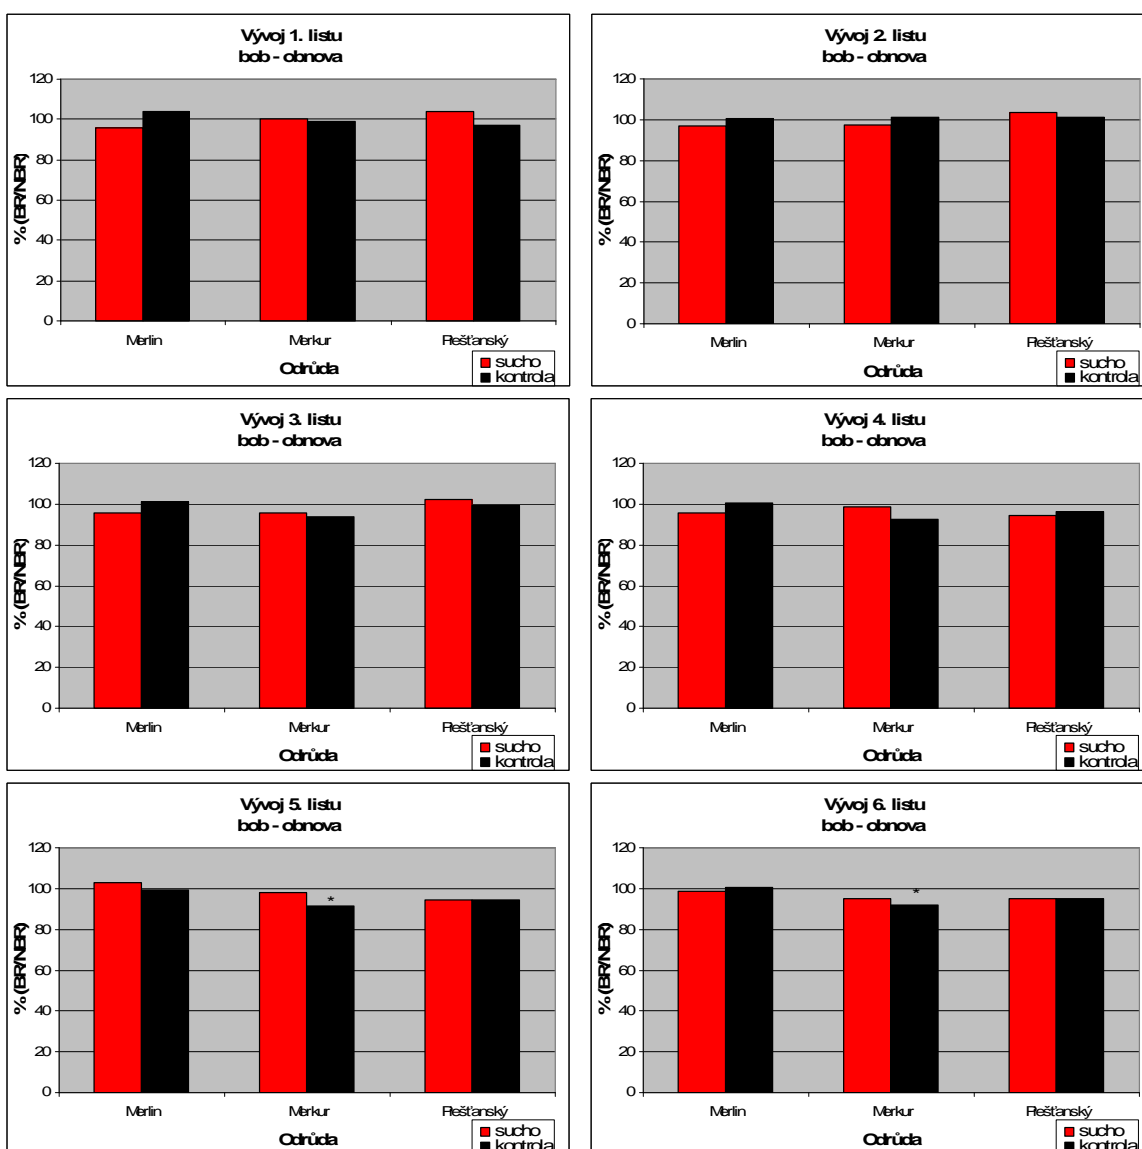 Vývoj 1. listu
bob - obnova
% (BR/NBR)
120
100
80
60
40
20
0
Merlin Merkur Přešťanský
Odrůda
sucho
kontrola
Vývoj 2. listu
bob - obnova
% (BR/NBR)
120
100
80
60
40
20
0
Merlin Merkur Přešťanský
Odrůda
sucho
kontrola
Vývoj 3. listu
bob - obnova
% (BR/NBR)
120
100
80
60
40
20
0
Merlin Merkur Přešťanský
Odrůda
sucho
kontrola
Vývoj 4. listu
bob - obnova
% (BR/NBR)
120
100
80
60
40
20
0
Merlin Merkur Přešťanský
Odrůda
sucho
kontrola
Vývoj 5. listu
bob - obnova
% (BR/NBR)
120
100
80
60
40
20
0
*
Merlin Merkur Přešťanský
Odrůda
sucho
kontrola
Vývoj 6. listu
bob - obnova
% (BR/NBR)
120
100
80
60
40
20
0
*
Merlin Merkur Přešťanský
Odrůda
sucho
kontrola